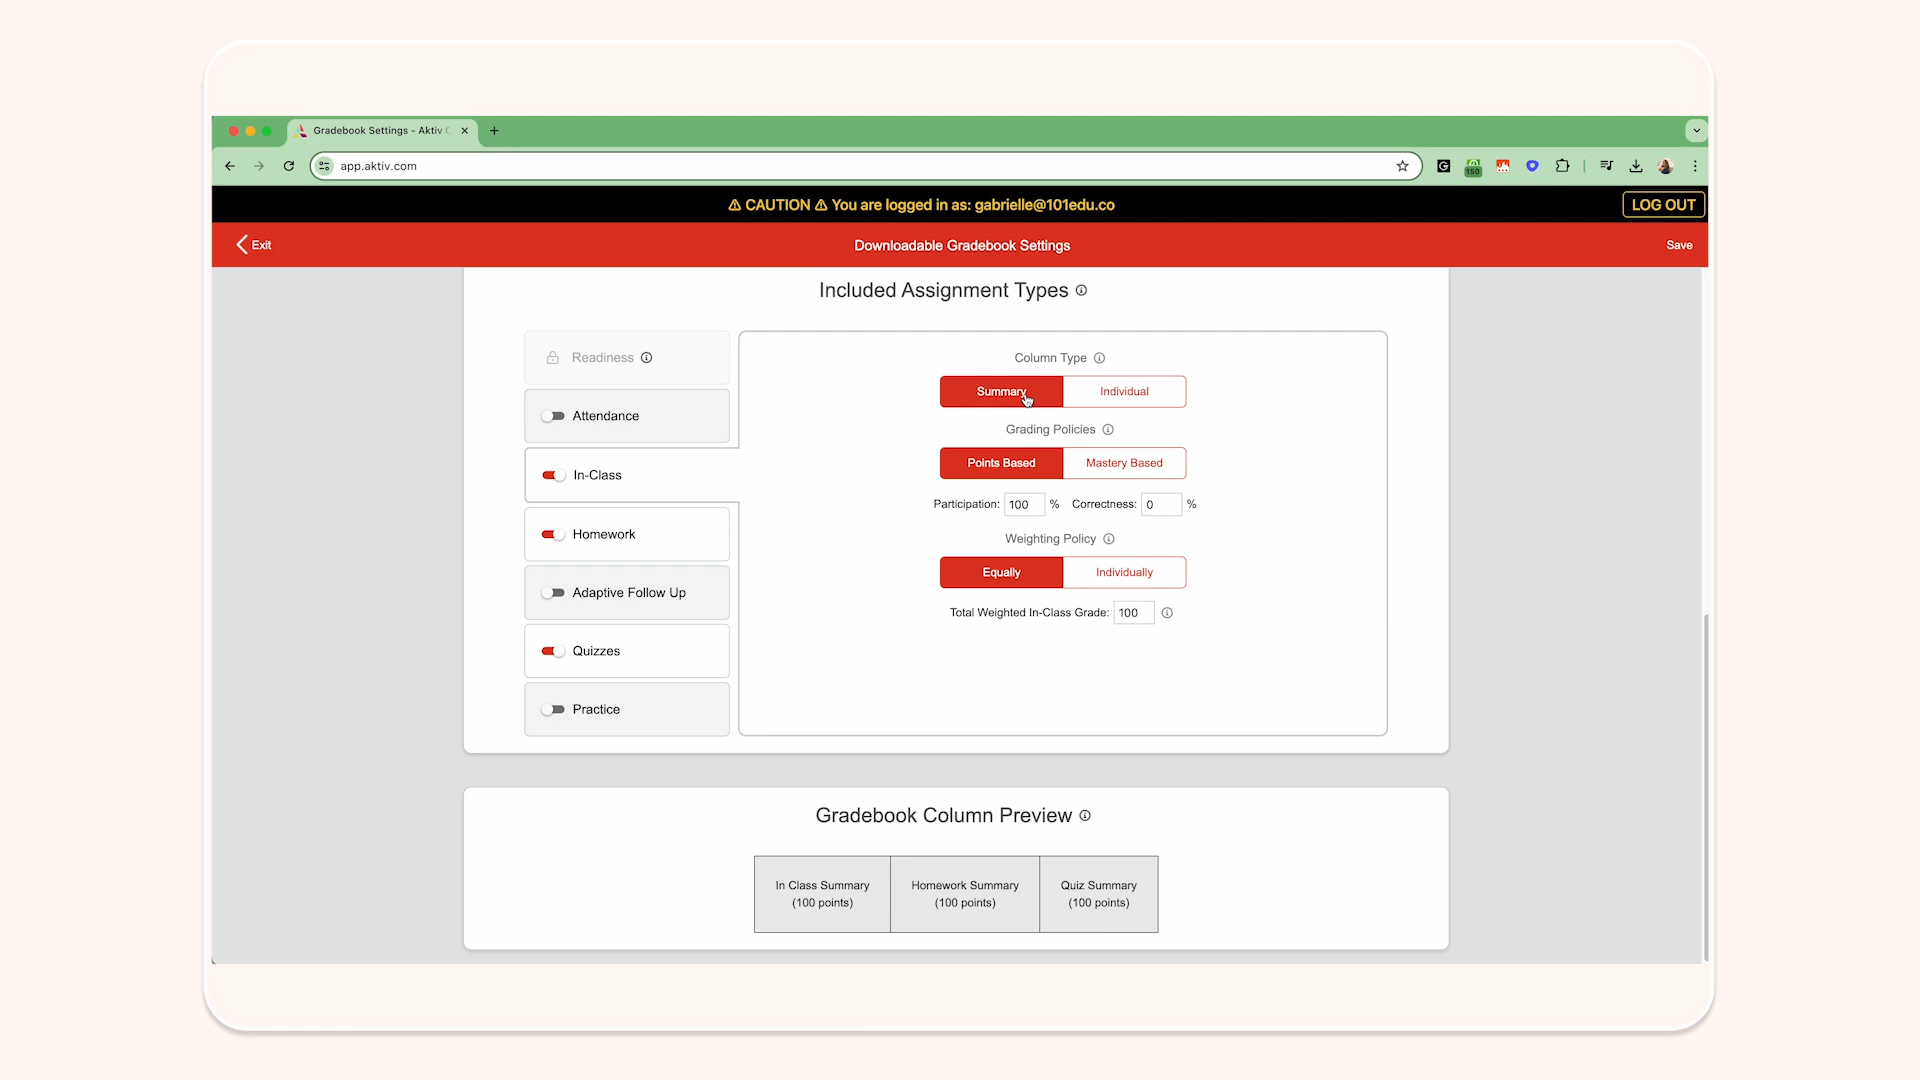 Gradebook Settings - Aktiv C
app.aktiv.com
150
⚠ CAUTION ⚠ You are logged in as: gabrielle@101edu.co
LOG OUT
Exit
Downloadable Gradebook Settings
Save
Included Assignment Types
Readiness
Attendance
In-Class
Homework
Adaptive Follow Up
Quizzes
Practice
Column Type
Summary Individual
Grading Policies
Points Based Mastery Based
Participation: 100 % Correctness: 0 %
Weighting Policy
Equally Individually
Total Weighted In-Class Grade: 100
Gradebook Column Preview
In Class Summary
(100 points)
Homework Summary
(100 points)
Quiz Summary
(100 points)